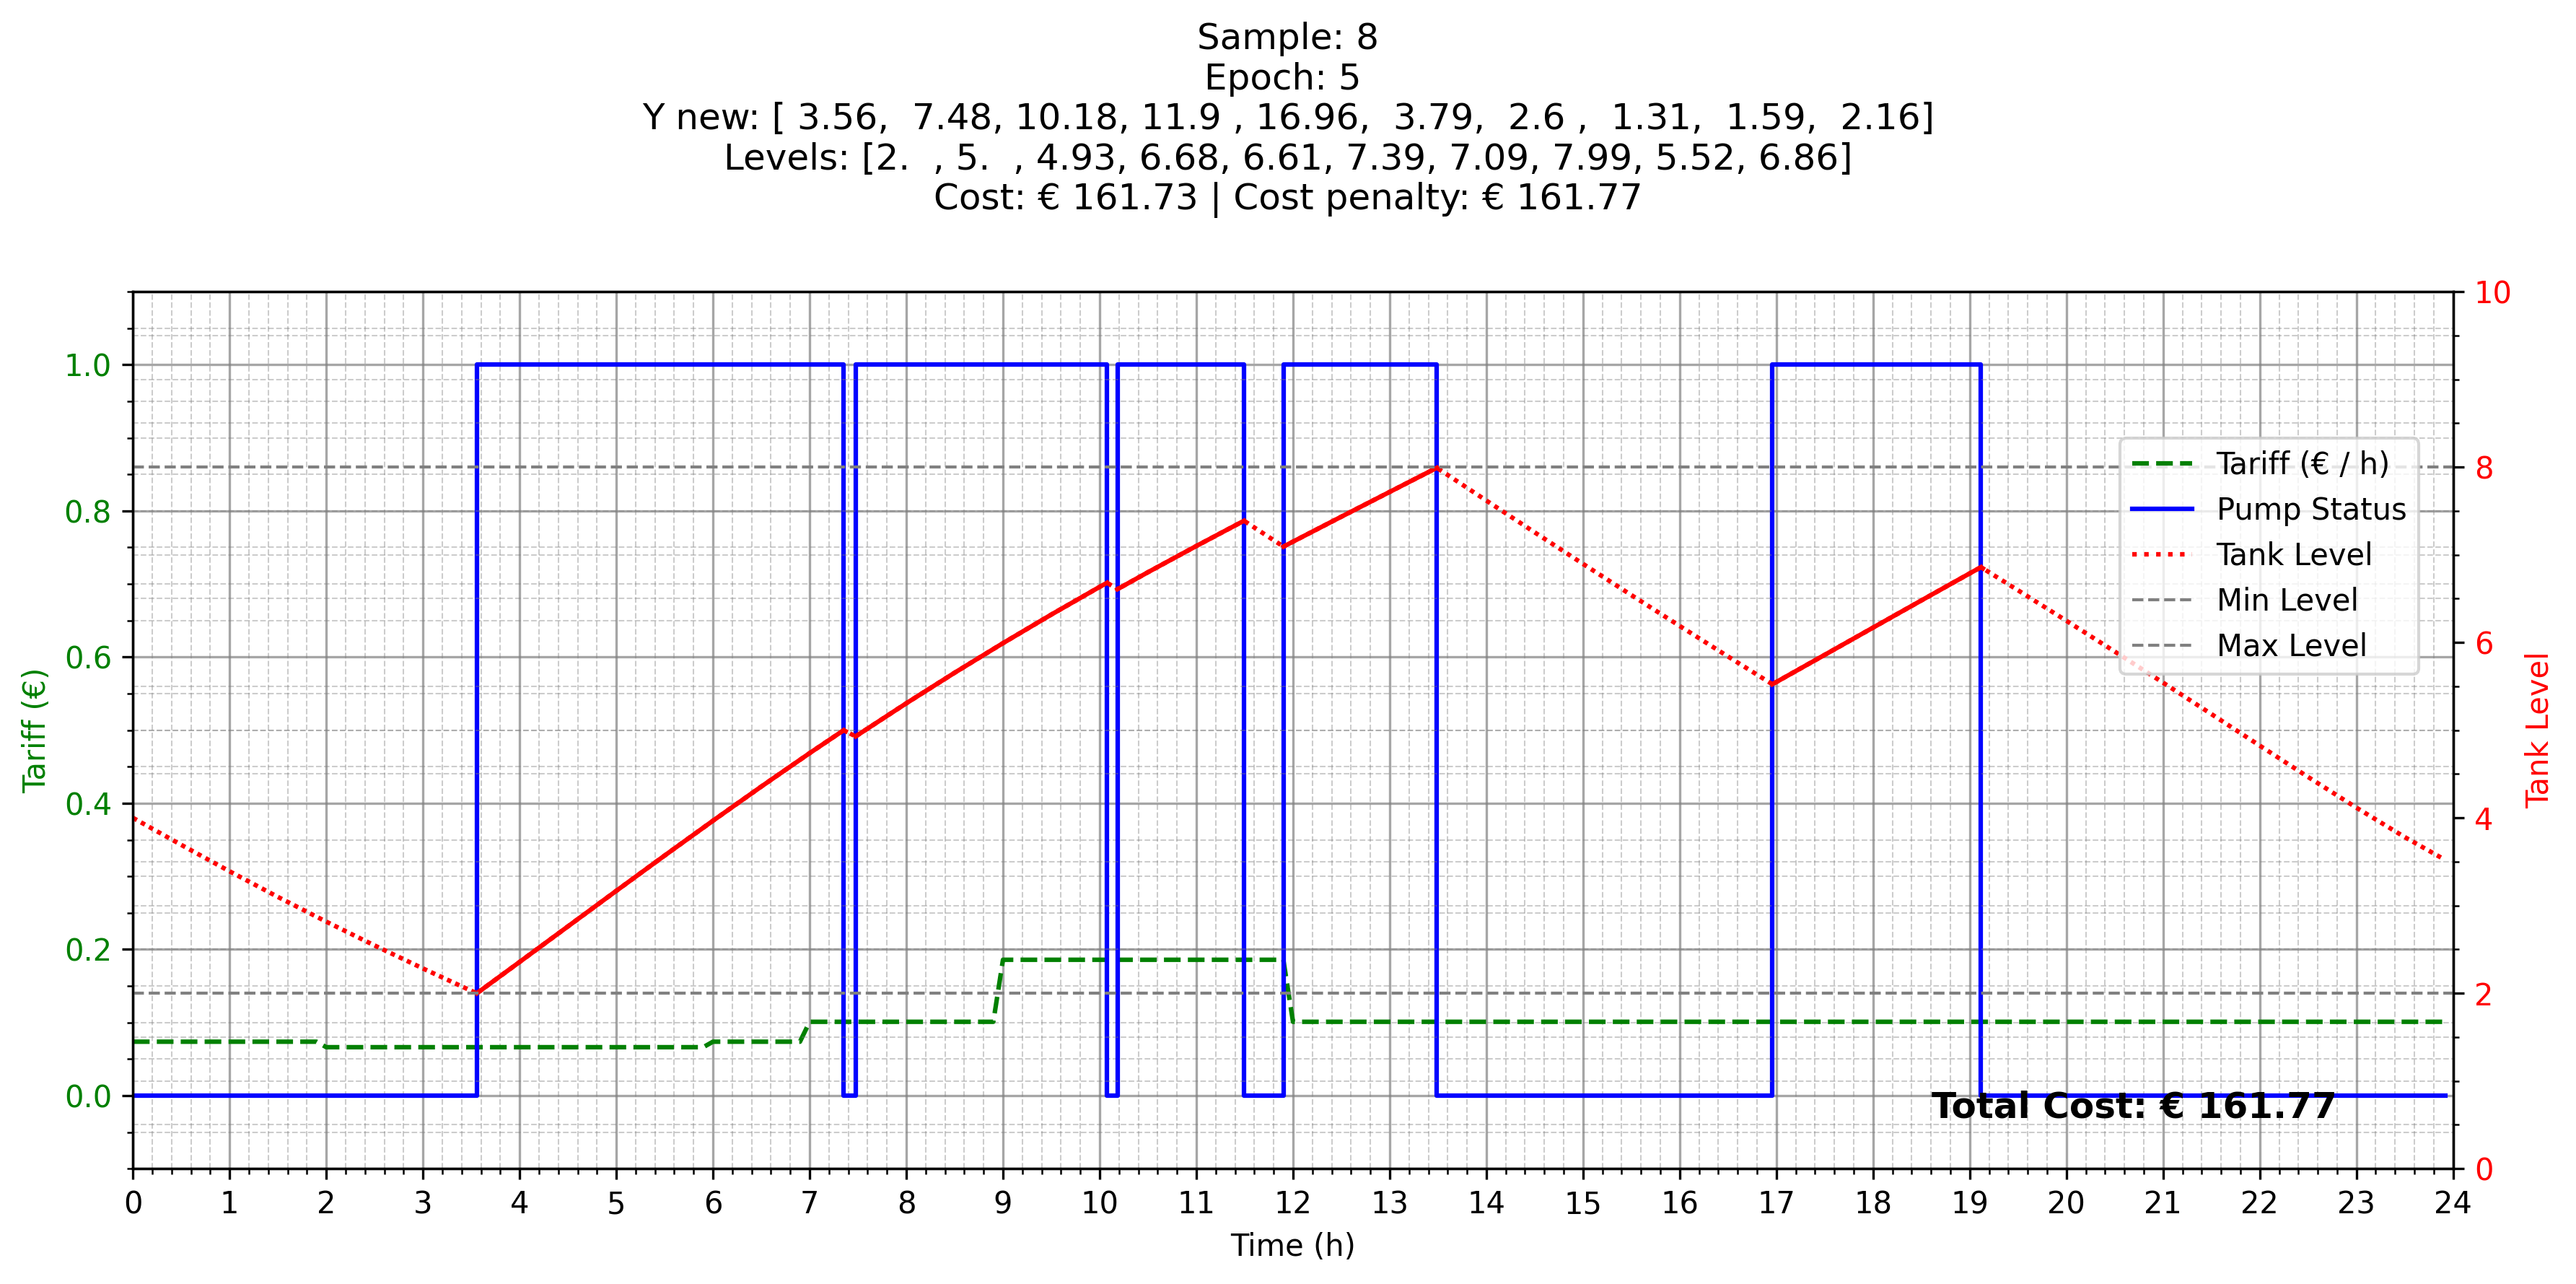 Sample: 8
Epoch: 5
Y new: [ 3.56,  7.48, 10.18, 11.9 , 16.96,  3.79,  2.6 ,  1.31,  1.59,  2.16]
Levels: [2.  , 5.  , 4.93, 6.68, 6.61, 7.39, 7.09, 7.99, 5.52, 6.86]
Cost: € 161.73 | Cost penalty: € 161.77
Tariff (€)
1.0
0.8
0.6
0.4
0.2
0.0
10
8
6
4
2
0
Tank Level
Tariff (€ / h)
Pump Status
Tank Level
Min Level
Max Level
Total Cost: € 161.77
0 1 2 3 4 5 6 7 8 9 10 11 12 13 14 15 16 17 18 19 20 21 22 23 24
Time (h)